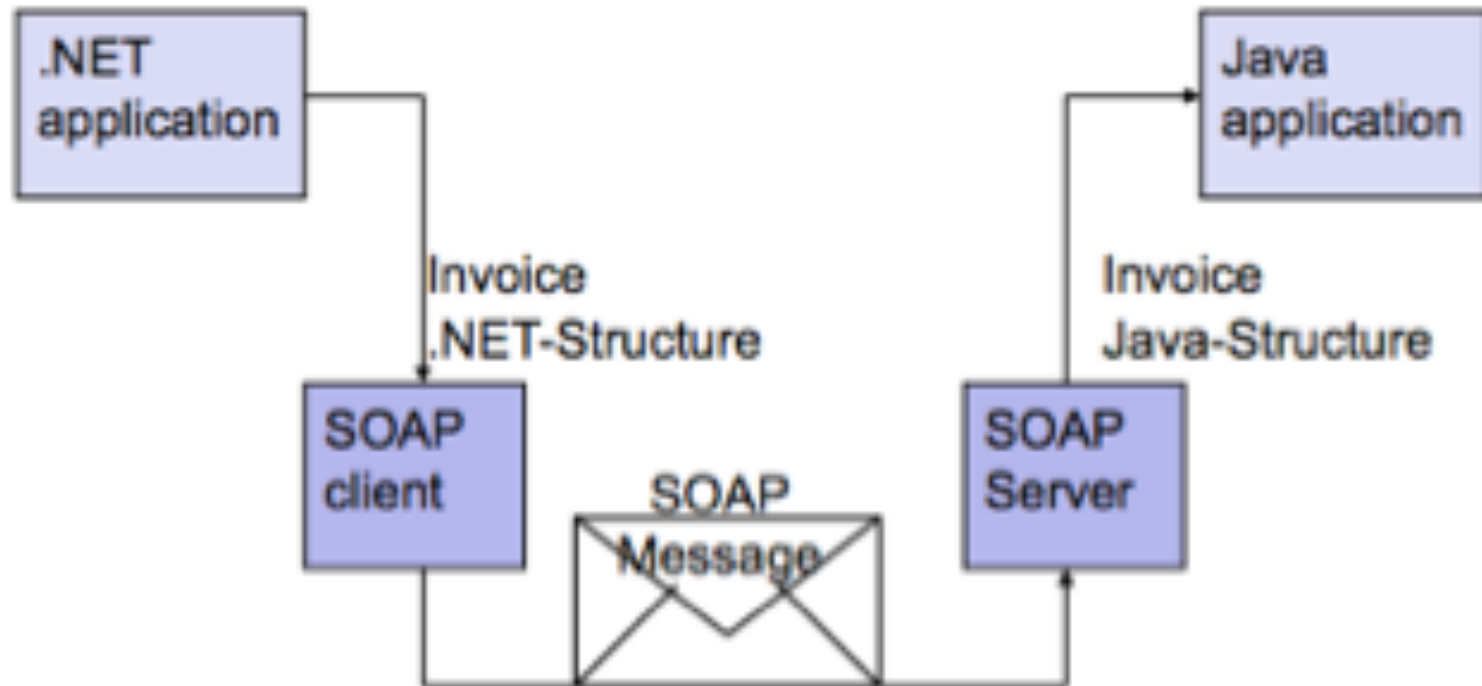 .NET
application
Java
application
Invoice
.NET-Structure
Invoice
Java-Structure
SOAP
client
SOAP
Message
SOAP
Server